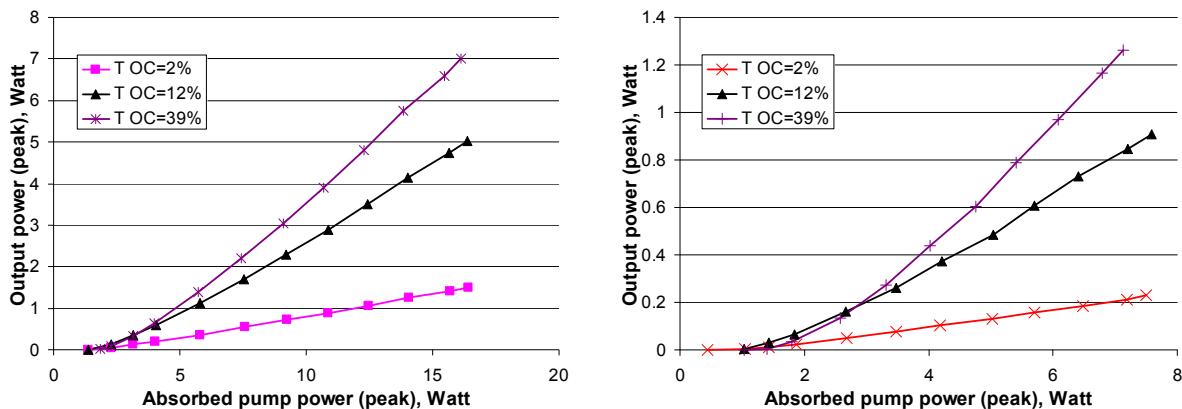 8
7
6
5
4
3
2
1
0
0
5
10
15
20
Output power (peak), Watt
Absorbed pump power (peak), Watt
T OC=2%
T OC=12%
T OC=39%
1.4
1.2
1
0.8
0.6
0.4
0.2
0
0
2
4
6
8
Output power (peak), Watt
Absorbed pump power (peak), Watt
T OC=2%
T OC=12%
T OC=39%